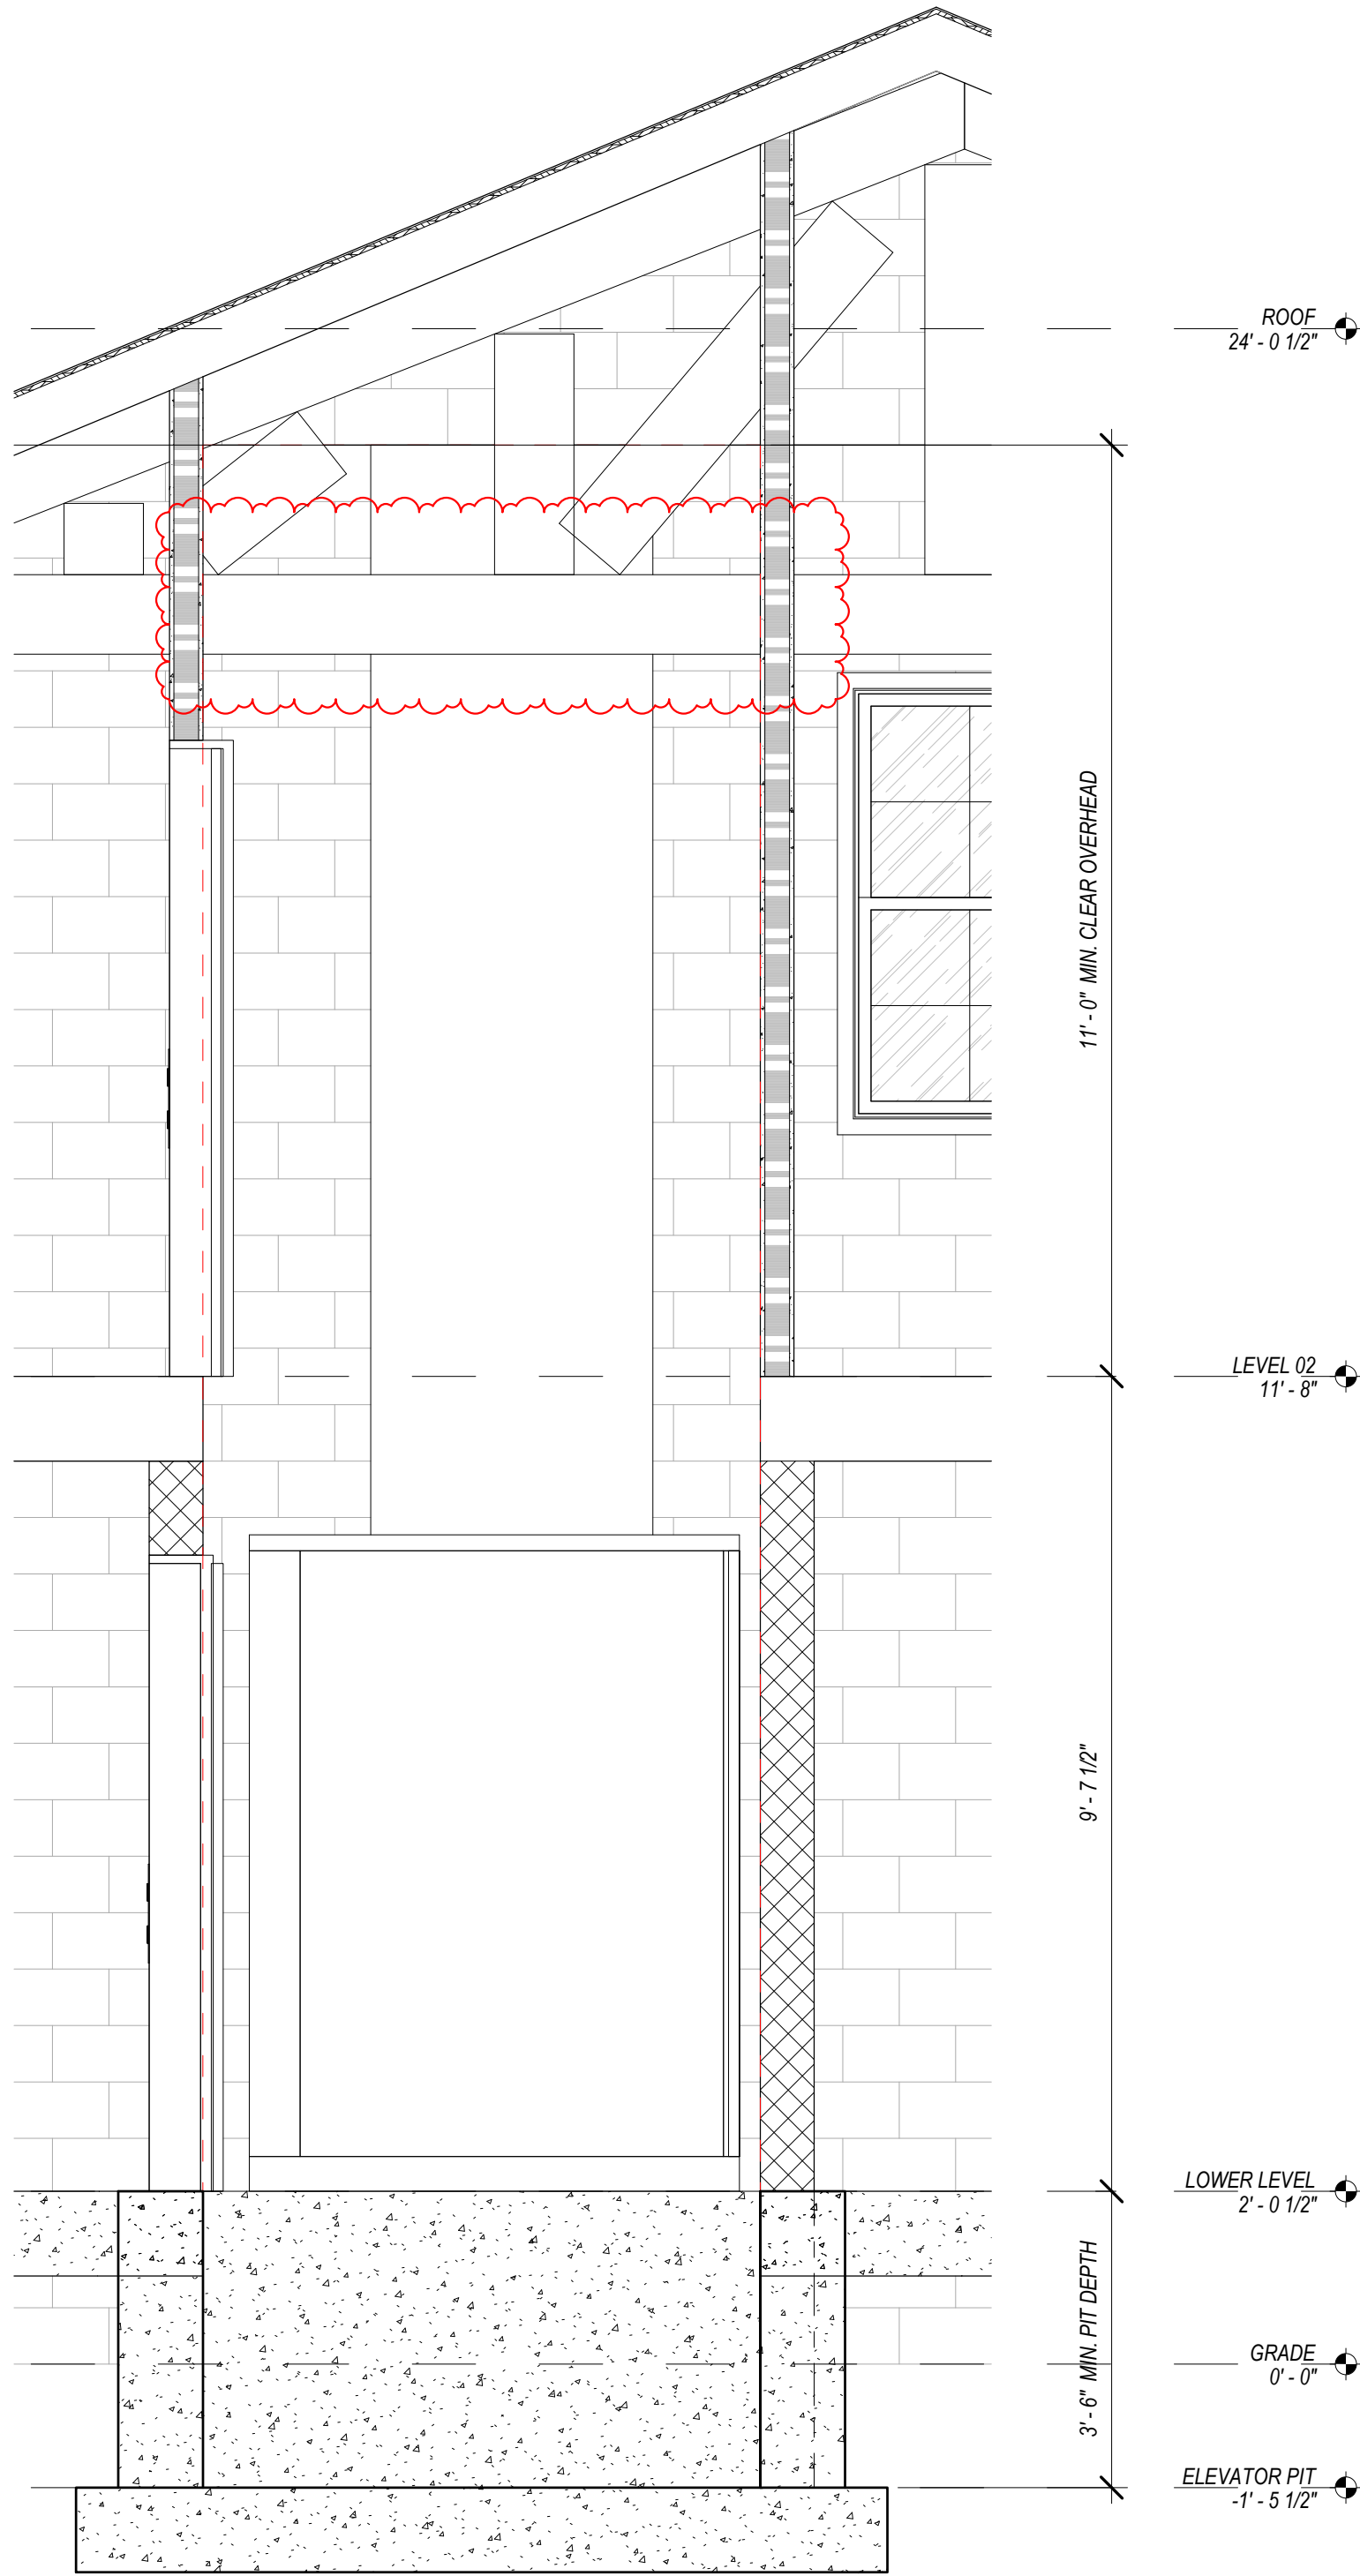 ROOF
24' - 0 1/2"
11' - 0" MIN. CLEAR OVERHEAD
LEVEL 02
11' - 8"
9' - 7 1/2"
LOWER LEVEL
2' - 0 1/2"
3' - 6" MIN. PIT DEPTH
GRADE
0' - 0"
ELEVATOR PIT
-1' - 5 1/2"